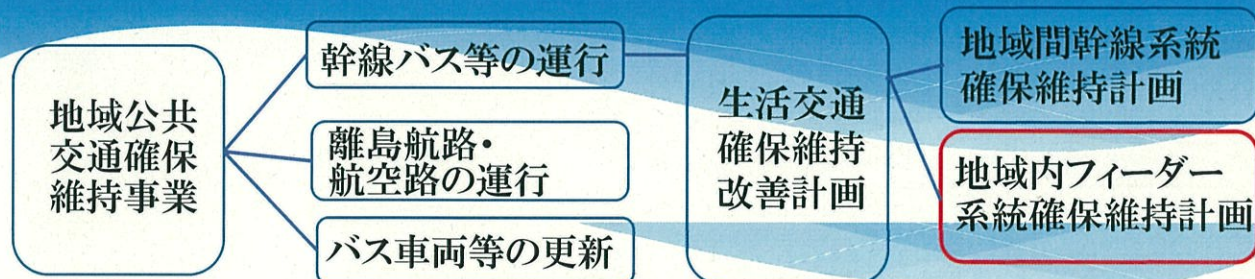 地域公共
交通確保
維持事業
幹線バス等の運行
離島航路・
航空路の運行
バス車両等の更新
生活交通
確保維持
改善計画
地域間幹線系統
確保維持計画
地域内フィーダー
系統確保維持計画